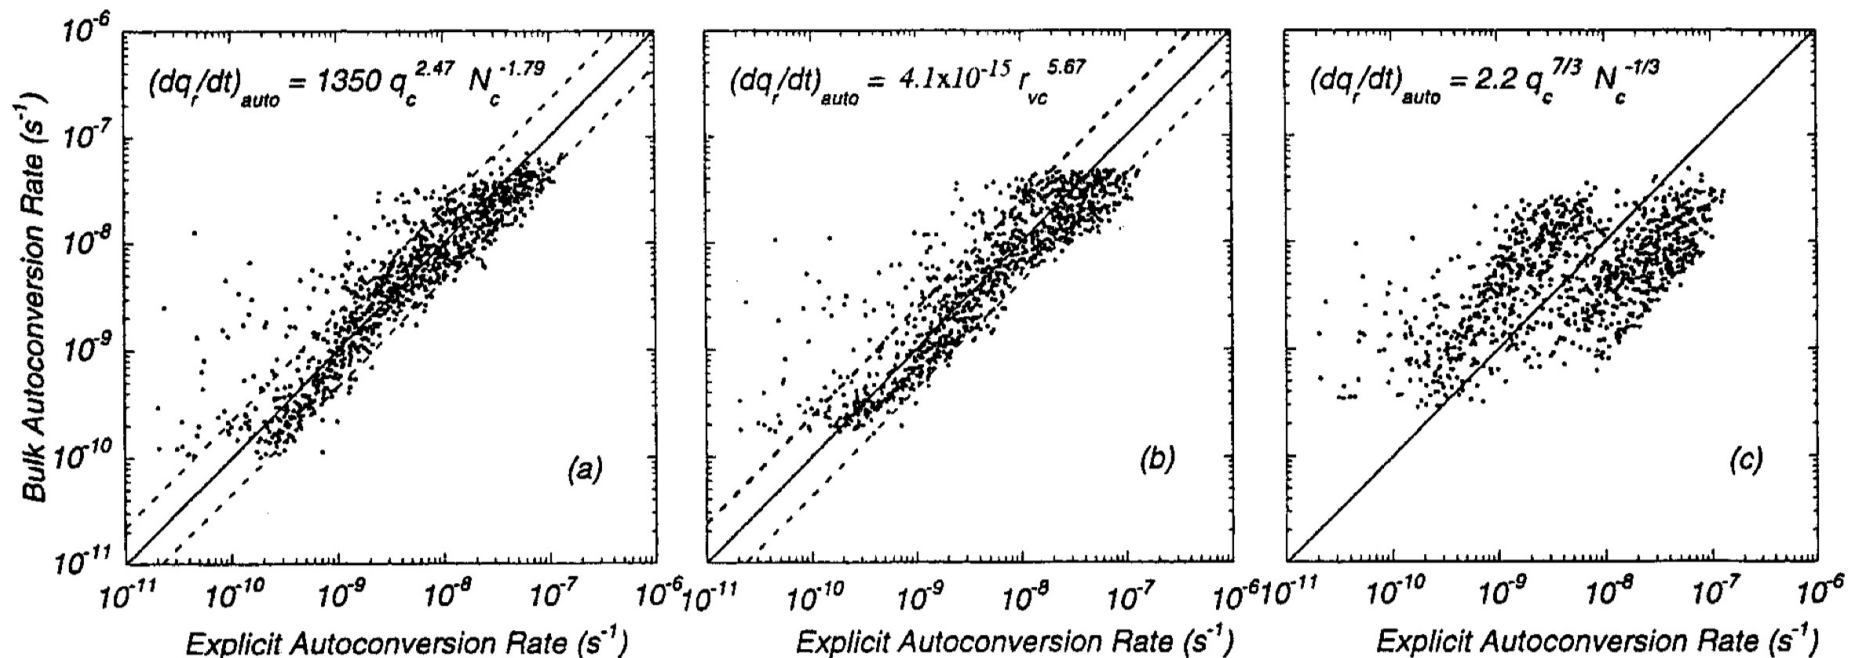 (dq_r/dt)_auto = 1350 q_c^2.47 N_c^-1.79
(dq_r/dt)_auto = 4.1x10^-15 r_vc^5.67
(dq_r/dt)_auto = 2.2 q_c^7/3 N_c^-1/3
Bulk Autoconversion Rate (s^-1)
10^-6
10^-7
10^-8
10^-9
10^-10
10^-11
(a)
(b)
(c)
10^-11 10^-10 10^-9 10^-8 10^-7 10^-6
10^-11 10^-10 10^-9 10^-8 10^-7 10^-6
10^-11 10^-10 10^-9 10^-8 10^-7 10^-6
Explicit Autoconversion Rate (s^-1)
Explicit Autoconversion Rate (s^-1)
Explicit Autoconversion Rate (s^-1)